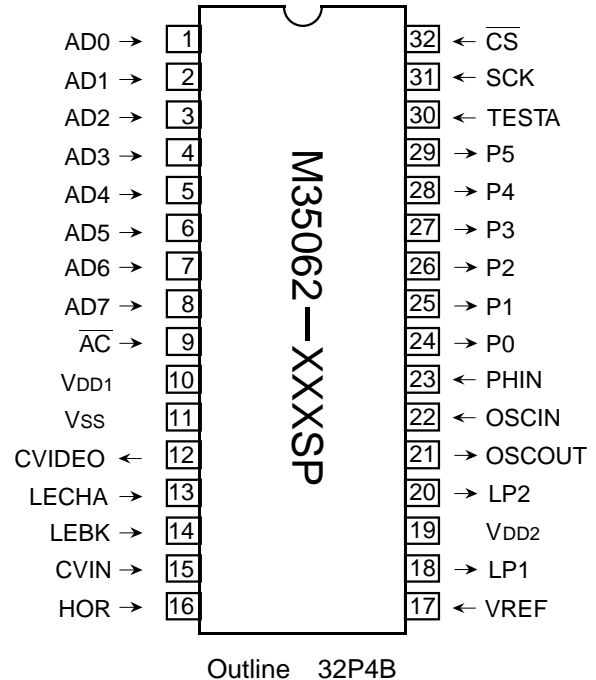 AD0 → 1
AD1 → 2
AD2 → 3
AD3 → 4
AD4 → 5
AD5 → 6
AD6 → 7
AD7 → 8
A̅C̅ → 9
VDD1 10
VSS 11
CVIDEO ← 12
LECHA → 13
LEBK → 14
CVIN → 15
HOR → 16
M35062-XXXSP
32 ← C̅S̅
31 ← SCK
30 ← TESTA
29 → P5
28 → P4
27 → P3
26 → P2
25 → P1
24 → P0
23 ← PHIN
22 ← OSCIN
21 → OSCOUT
20 → LP2
19 VDD2
18 → LP1
17 ← VREF
Outline 32P4B